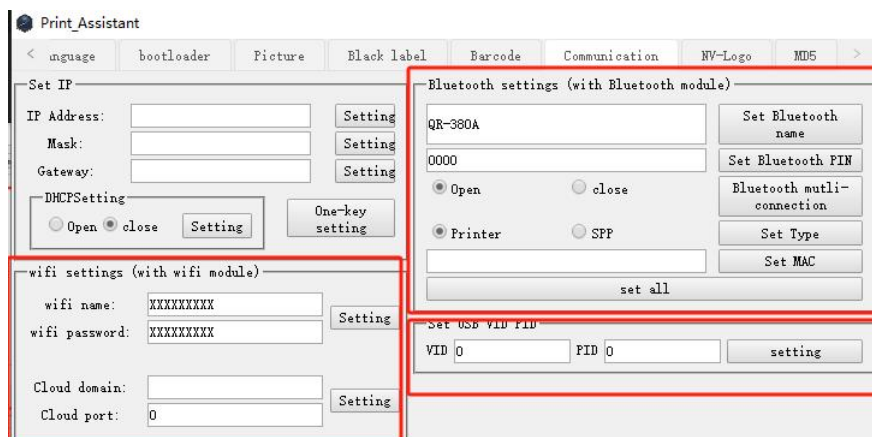 Print_Assistant
< nguage bootloader Picture Black label Barcode Communication NV-Logo MD5 >
Set IP
IP Address: Setting
Mask: Setting
Gateway: Setting
DHCPSetting
Open close Setting
One-key setting
wifi settings (with wifi module)
wifi name: XXXXXXXXX
wifi password: XXXXXXXXX
Setting
Cloud domain:
Cloud port: 0
Setting
Bluetooth settings (with Bluetooth module)
QR-380A Set Bluetooth name
0000 Set Bluetooth PIN
Open close Bluetooth mutli-connection
Printer SPP Set Type
Set MAC
set all
Set USB VID PID
VID 0 PID 0 setting